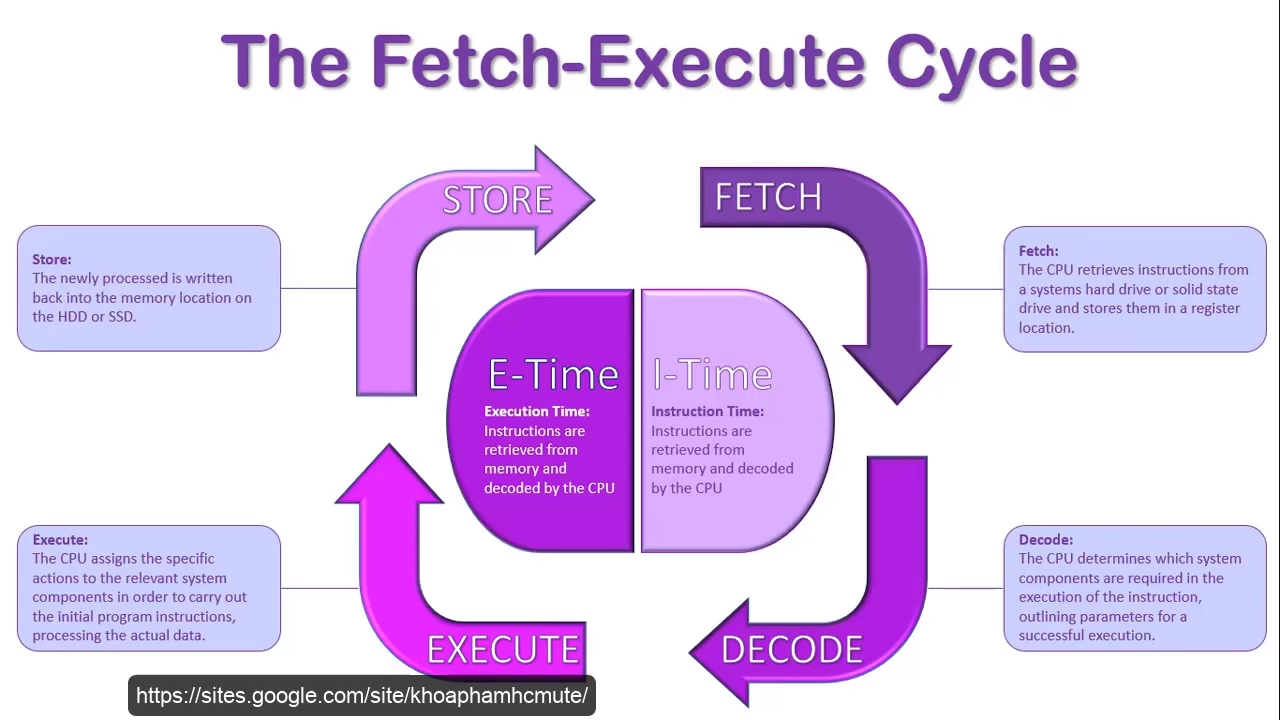 The Fetch-Execute Cycle
STORE
FETCH
Store:
The newly processed is written
back into the memory location on
the HDD or SSD.
Fetch:
The CPU retrieves instructions from
a systems hard drive or solid state
drive and stores them in a register
location.
E-Time
Execution Time:
Instructions are
retrieved from
memory and
decoded by the CPU
I-Time
Instruction Time:
Instructions are
retrieved from
memory and decoded
by the CPU
Execute:
The CPU assigns the specific
actions to the relevant system
components in order to carry out
the initial program instructions,
processing the actual data.
EXECUTE
DECODE
Decode:
The CPU determines which system
components are required in the
execution of the instruction,
outlining parameters for a
successful execution.
https://sites.google.com/site/khoaphamhcmute/